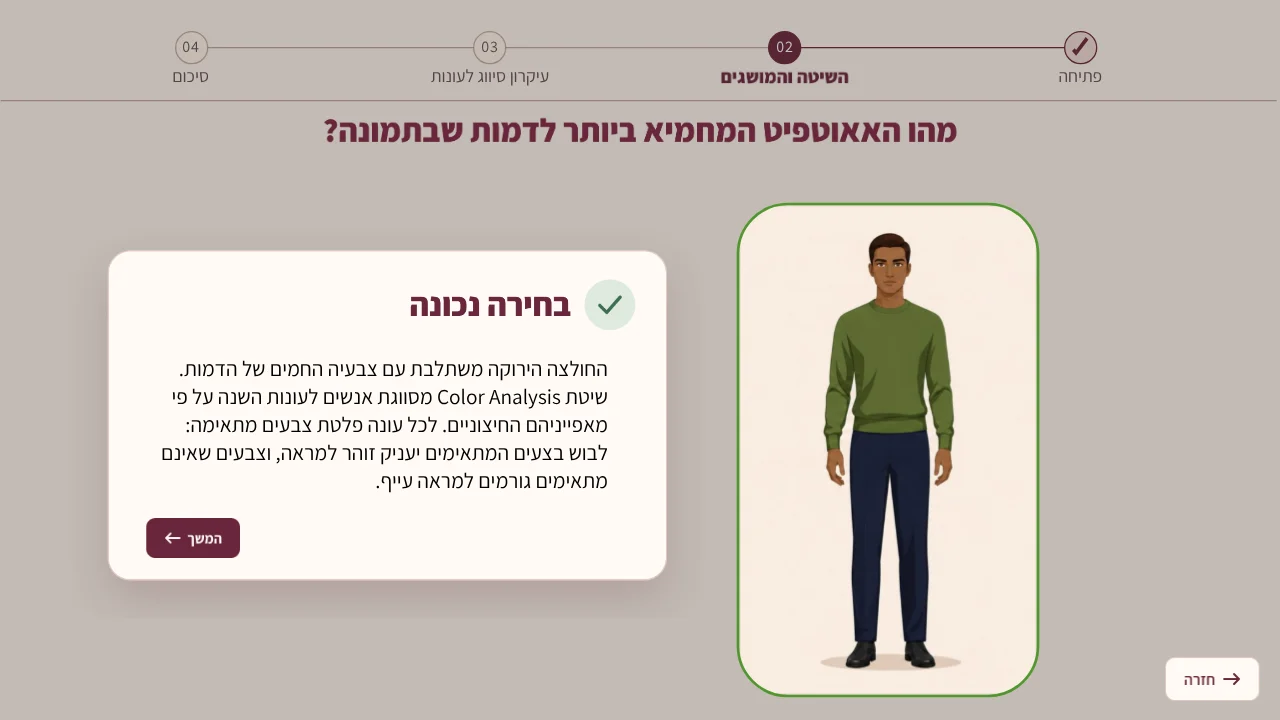 פתיחה
02
השיטה והמושגים
03
עיקרון סיווג לעונות
04
סיכום
מהו האאוטפיט המחמיא ביותר לדמות שבתמונה?
בחירה נכונה
החולצה הירוקה משתלבת עם צבעיה החמים של הדמות.
שיטת Color Analysis מסווגת אנשים לעונות השנה על פי
מאפייניהם החיצוניים. לכל עונה פלטת צבעים מתאימה:
לבוש בצעים המתאימים יעניק זוהר למראה, וצבעים שאינם
מתאימים גורמים למראה עייף.
המשך ←
→ חזרה